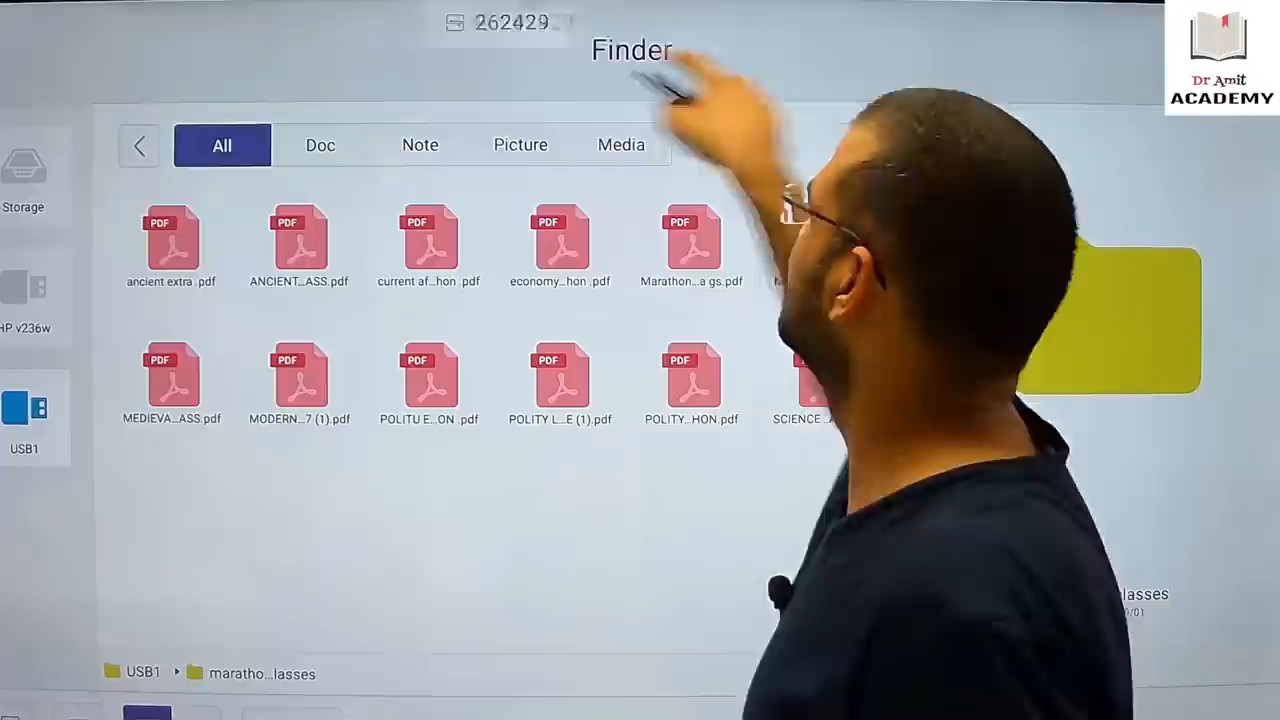 262429
Finder
Dr Amit
ACADEMY
All
Doc
Note
Picture
Media
Storage
HP v236w
USB1
PDF
PDF
PDF
PDF
PDF
ancient extra .pdf
ANCIENT...ASS.pdf
current af...hon .pdf
economy...hon .pdf
Marathon...a gs.pdf
PDF
PDF
PDF
PDF
PDF
MEDIEVA...ASS.pdf
MODERN...7 (1).pdf
POLITU E...ON .pdf
POLITY L...E (1).pdf
POLITY...HON.pdf
SCIENCE
lasses
USB1
maratho...lasses